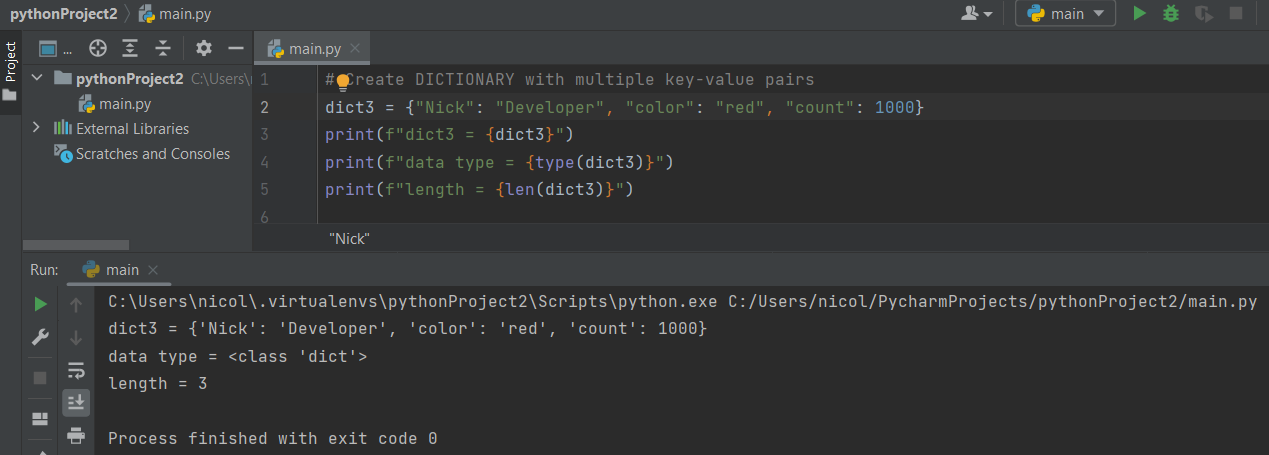 pythonProject2 main.py
main
Project
...
main.py
pythonProject2 C:\Users\
main.py
External Libraries
Scratches and Consoles
1 # Create DICTIONARY with multiple key-value pairs
2 dict3 = {"Nick": "Developer", "color": "red", "count": 1000}
3 print(f"dict3 = {dict3}")
4 print(f"data type = {type(dict3)}")
5 print(f"length = {len(dict3)}")
6
"Nick"
Run: main
C:\Users\nicol\.virtualenvs\pythonProject2\Scripts\python.exe C:/Users/nicol/PycharmProjects/pythonProject2/main.py
dict3 = {'Nick': 'Developer', 'color': 'red', 'count': 1000}
data type = <class 'dict'>
length = 3
Process finished with exit code 0